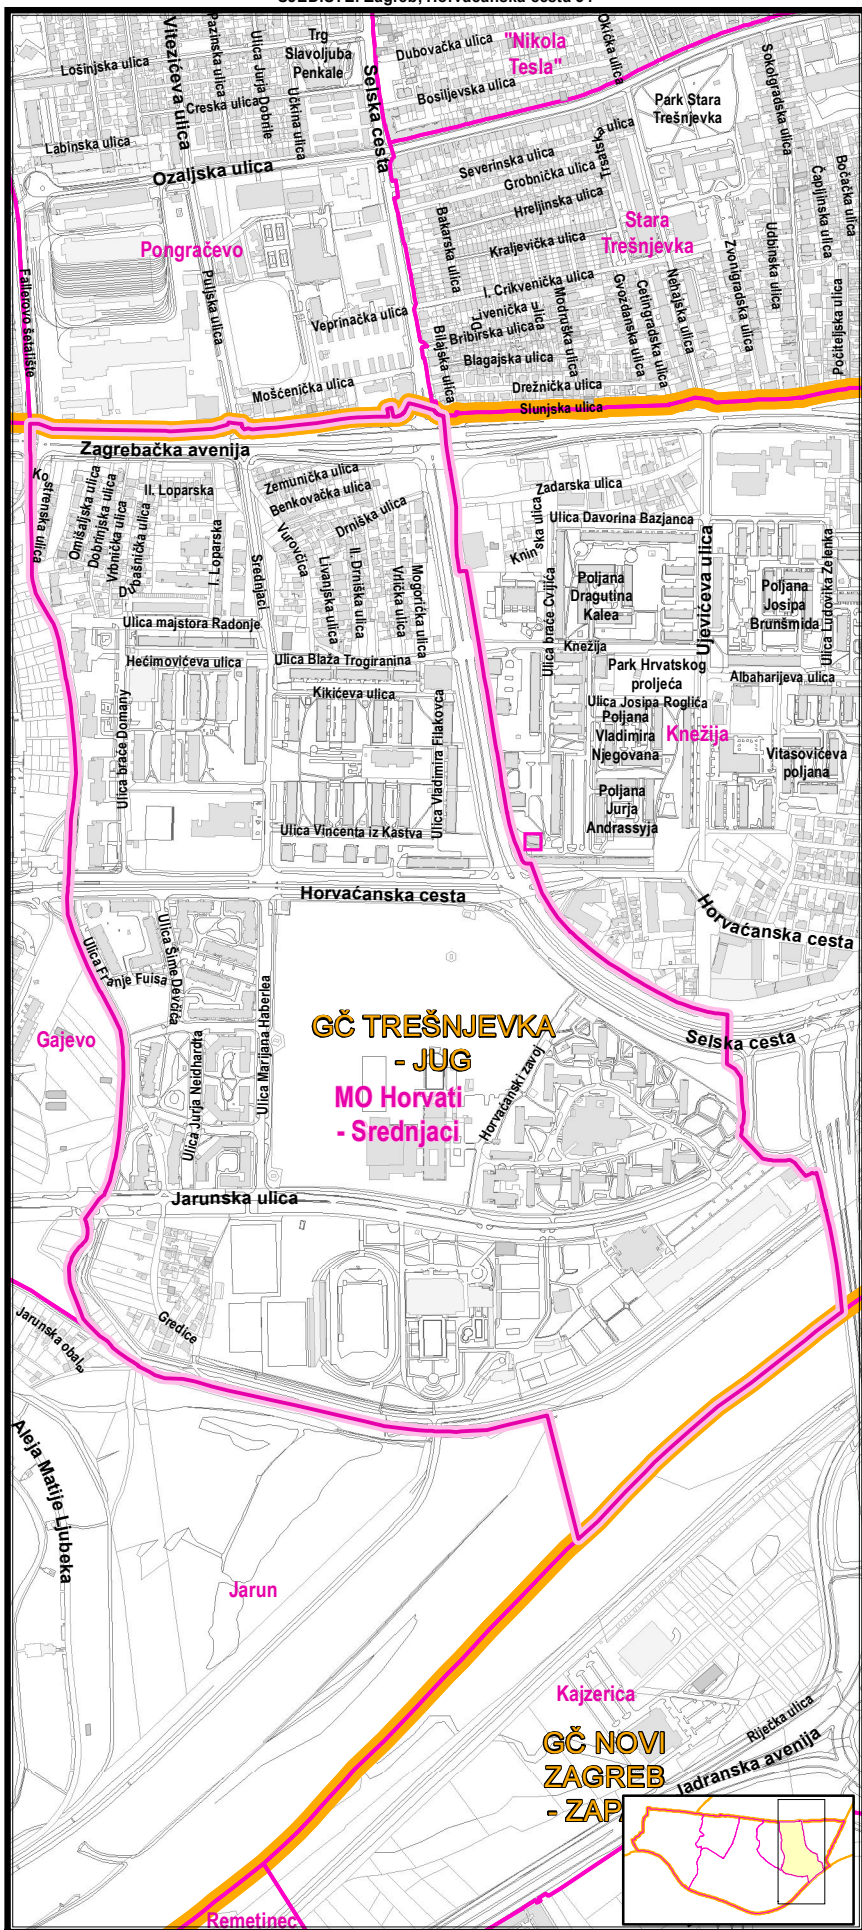 Dubovačka ulica
"Nikola
Tesla"
Okićka ulica
Lošinjska ulica
Vitezićeva ulica
Pazinska ulica
Ulica Jurja Dobrile
Trg
Slavoljuba
Penkale
Selska cesta
Bosiljevska ulica
Sokolgradska ulica
Park Stara
Trešnjevka
Creska ulica
Učkina ulica
Labinska ulica
Ozaljska ulica
Severinska ulica
Grobnička ulica
Trsatska ulica
Hreljinska ulica
Čapljinska ulica
Bočačka ulica
Stara
Trešnjevka
Bakarska ulica
Kraljevička ulica
Pongračevo
Zvonigradska ulica
Udbinska ulica
Fallerovo šetalište
Puljska ulica
I. Crikvenička ulica
Modruška ulica
Gvozdanska ulica
Cetingradska ulica
Nehajska ulica
Počiteljska ulica
Veprinačka ulica
Bilajska ulica
Bribirska ulica
Blagajska ulica
Mošćenička ulica
Drežnička ulica
Slunjska ulica
Zagrebačka avenija
Kostrenska ulica
Omišaljska ulica
Dobrinjska ulica
Vrbnička ulica
Dubašnička ulica
II. Loparska
I. Loparska
Srednjaci
Zemunička ulica
Benkovačka ulica
Drniška ulica
Vurovčica
Livanjska ulica
II. Drniška ulica
Vrlička ulica
Mogorička ulica
Zadarska ulica
Ulica Davorina Bazjanca
Kninska ulica
Ulica braće Cvijića
Poljana
Dragutina
Kalea
Ujevićeva ulica
Poljana
Josipa
Brunšmida
Ulica Ludovika Zelenka
Ulica majstora Radonje
Hećimovićeva ulica
Ulica Blaža Trogiranina
Knežija
Park Hrvatskog
proljeća
Albaharijeva ulica
Kikićeva ulica
Ulica braće Domany
Ulica Vladimira Filakovca
Ulica Josipa Roglića
Poljana
Vladimira
Njegovana
Knežija
Vitasovićeva
poljana
Poljana
Jurja
Andrassyja
Ulica Vincenta iz Kastva
Horvaćanska cesta
Horvaćanska cesta
Ulica Franje Fuisa
Ulica Šime Devčića
Ulica Marijana Haberlea
Gajevo
GČ TREŠNJEVKA
- JUG
Selska cesta
Ulica Jurja Neidhardta
Horvaćanski zavoj
MO Horvati
- Srednjaci
Jarunska ulica
Gredice
Jarunska obala
Aleja Matije Ljubeka
Jarun
Kajzerica
Riječka ulica
GČ NOVI
ZAGREB
Jadranska avenija
Remetinec